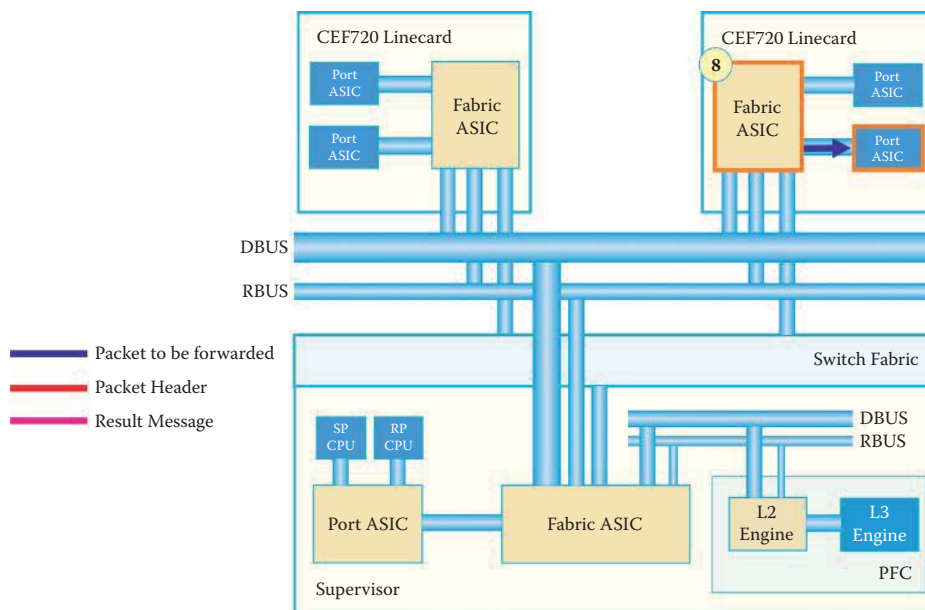 CEF720 Linecard
Port
ASIC
Port
ASIC
Fabric
ASIC
CEF720 Linecard
8
Fabric
ASIC
Port
ASIC
Port
ASIC
DBUS
RBUS
Packet to be forwarded
Packet Header
Result Message
Switch Fabric
SP
CPU
RP
CPU
DBUS
RBUS
Port ASIC
Fabric ASIC
L2
Engine
L3
Engine
PFC
Supervisor